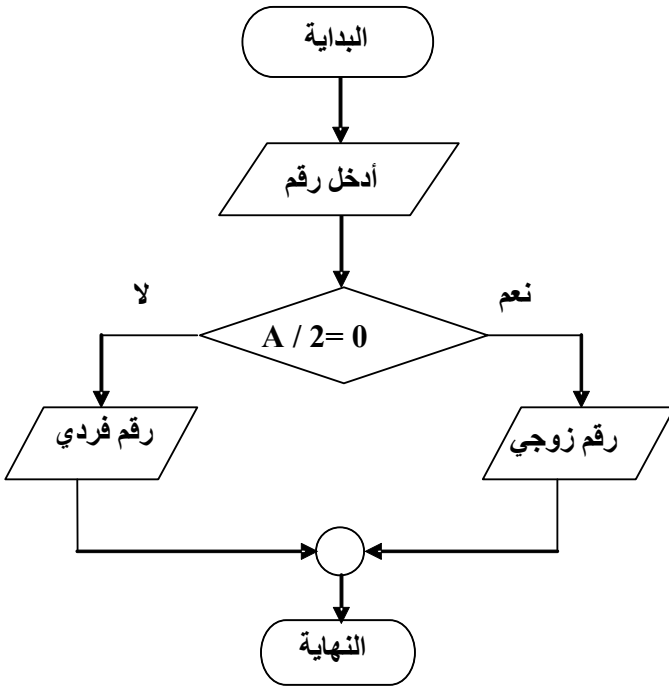 البداية
أدخل رقم
نعم
لا
A / 2= 0
رقم زوجي
رقم فردي
النهاية